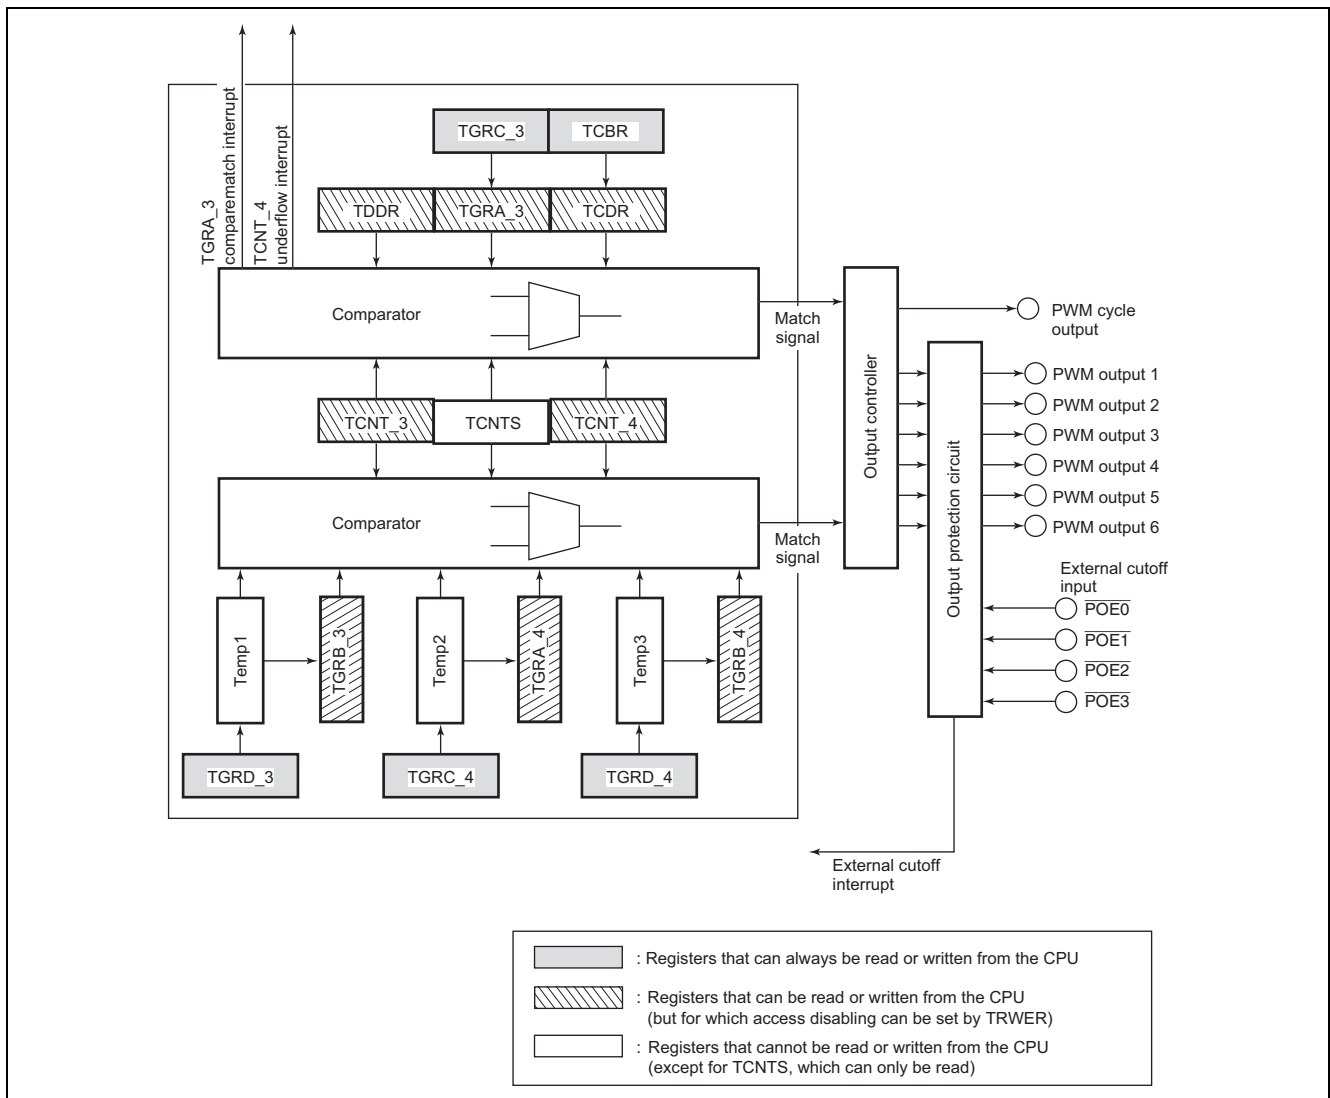 TGRA_3
comparematch interrupt
TCNT_4
underflow interrupt
TGRC_3
TCBR
TDDR
TGRA_3
TCDR
Comparator
Match
signal
PWM cycle
output
Output controller
Output protection circuit
PWM output 1
PWM output 2
PWM output 3
PWM output 4
PWM output 5
PWM output 6
TCNT_3
TCNTS
TCNT_4
Comparator
Match
signal
External cutoff
input
POE0
POE1
POE2
POE3
Temp1
TGRB_3
Temp2
TGRA_4
Temp3
TGRB_4
TGRD_3
TGRC_4
TGRD_4
External cutoff
interrupt
: Registers that can always be read or written from the CPU
: Registers that can be read or written from the CPU
(but for which access disabling can be set by TRWER)
: Registers that cannot be read or written from the CPU
(except for TCNTS, which can only be read)